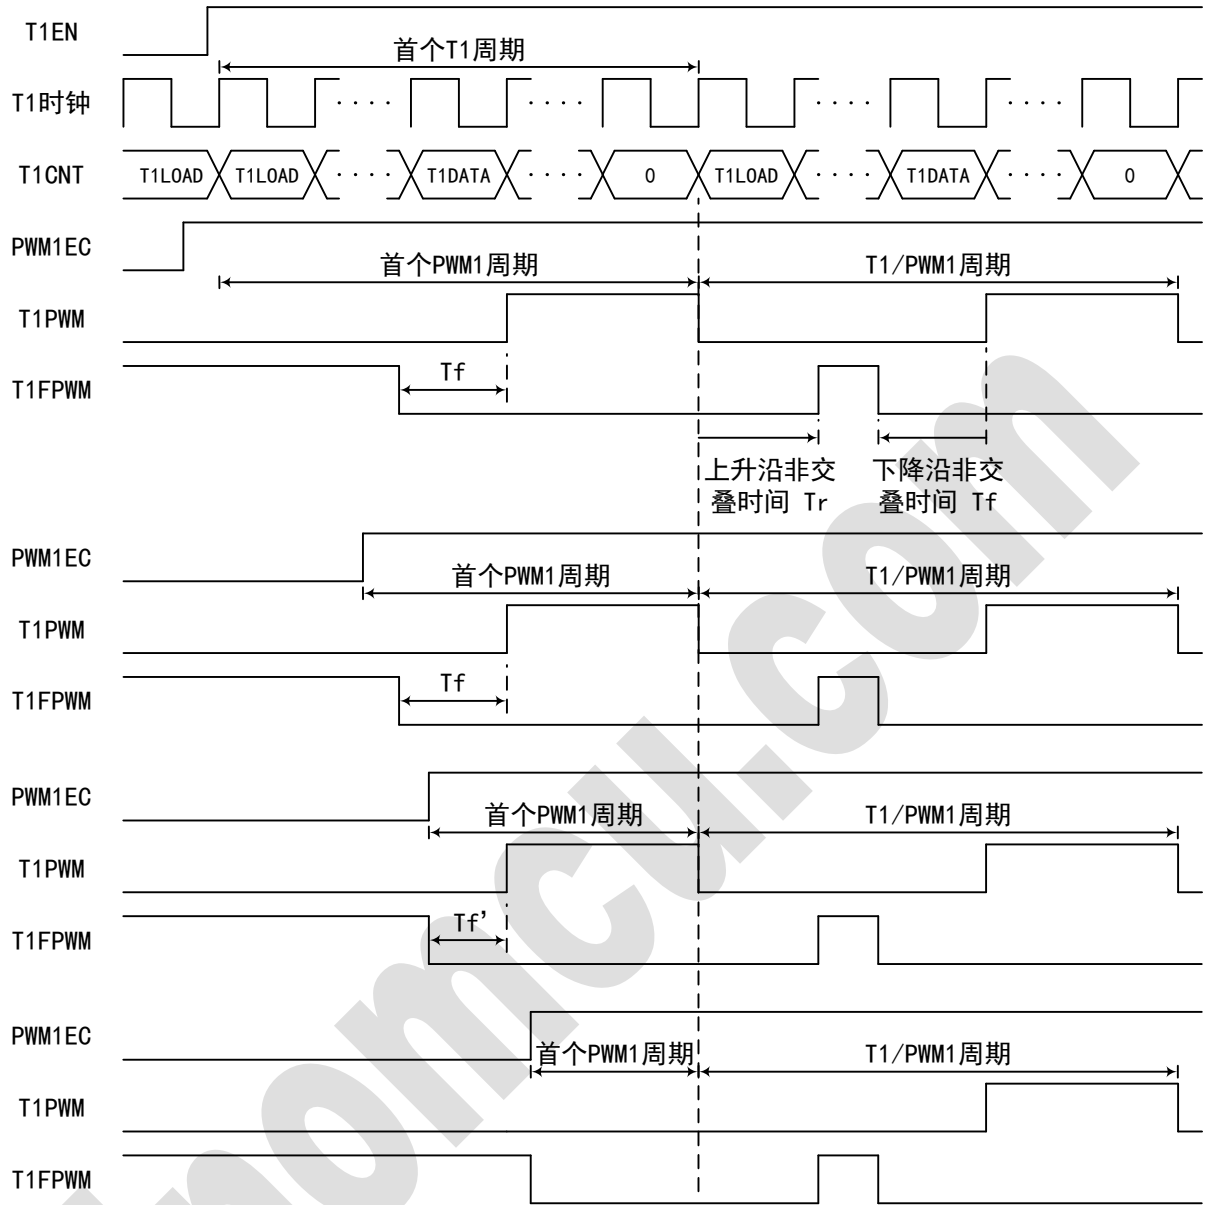 T1EN
首个T1周期
T1时钟
· · · ·
· · · ·
· · · ·
· · · ·
T1CNT
T1LOAD
T1LOAD
· · · ·
T1DATA
· · · ·
0
T1LOAD
· · · ·
T1DATA
· · · ·
0
PWM1EC
首个PWM1周期
T1/PWM1周期
T1PWM
T1FPWM
Tf
上升沿非交
叠时间 Tr
下降沿非交
叠时间 Tf
PWM1EC
首个PWM1周期
T1/PWM1周期
T1PWM
T1FPWM
Tf
PWM1EC
首个PWM1周期
T1/PWM1周期
T1PWM
T1FPWM
Tf’
PWM1EC
首个PWM1周期
T1/PWM1周期
T1PWM
T1FPWM